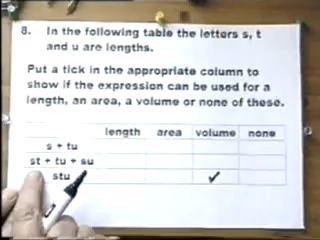 8. In the following table the letters s, t
and u are lengths.
Put a tick in the appropriate column to
show if the expression can be used for a
length, an area, a volume or none of these.
length area volume none
s + tu
st + tu + su
stu ✓